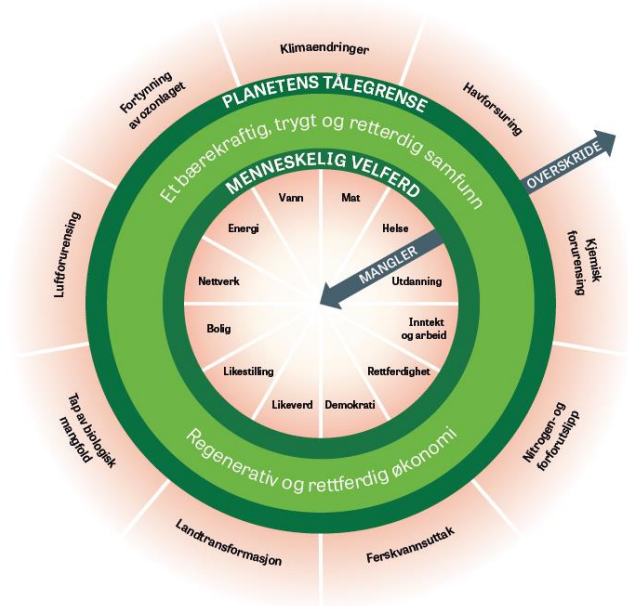 Klimaendringer
Havforsuring
Kjemisk
forurensing
Nitrogen- og
forforutslipp
Ferskvannsuttak
Landtransformasjon
Tap av biologisk
mangfold
Luftforurensing
Fortynning
av ozonlaget
PLANETENS TÅLEGRENSE
Et bærekraftig, trygt og retterdig samfunn
MENNESKELIG VELFERD
OVERSKRIDE
MANGLER
Vann
Mat
Helse
Utdanning
Inntekt
og arbeid
Rettferdighet
Demokrati
Likeverd
Likestilling
Bolig
Nettverk
Energi
Regenerativ og rettferdig økonomi